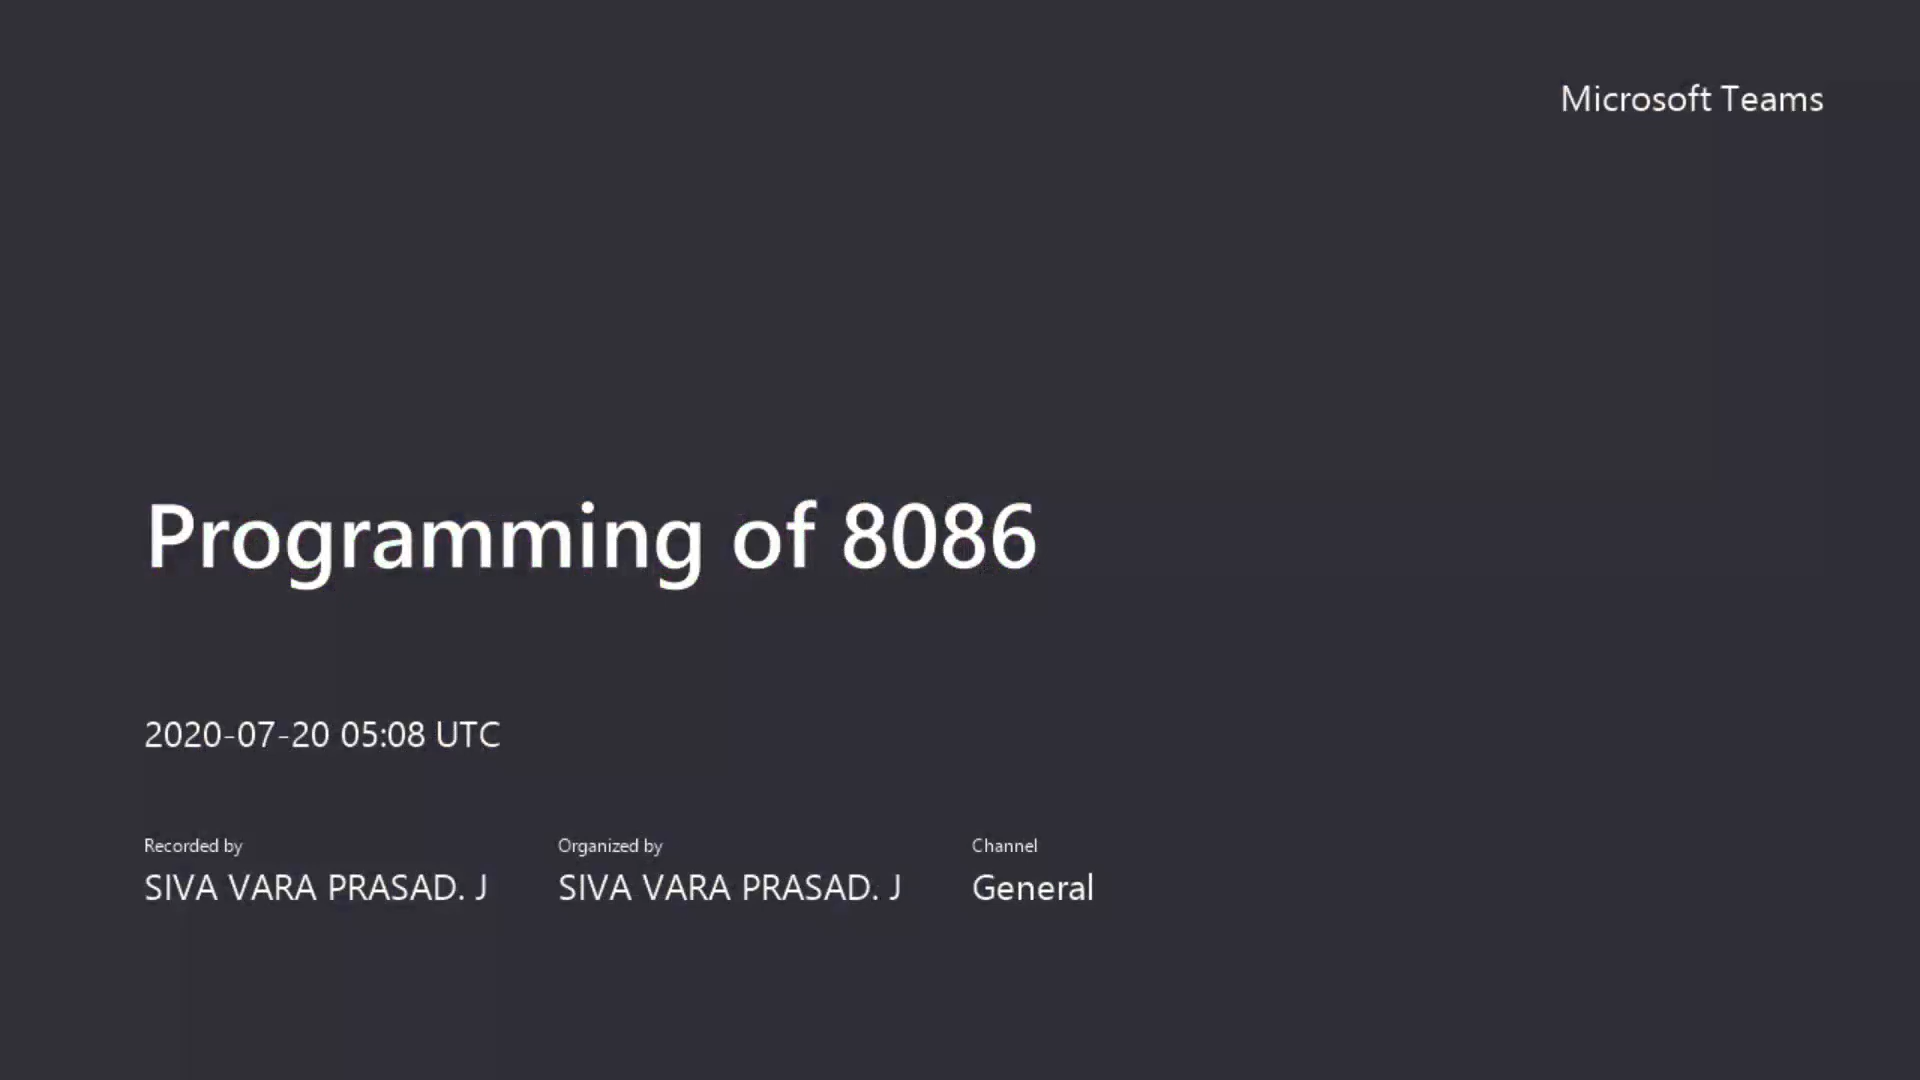 Microsoft Teams
Programming of 8086
2020-07-20 05:08 UTC
Recorded by
SIVA VARA PRASAD. J
Organized by
SIVA VARA PRASAD. J
Channel
General